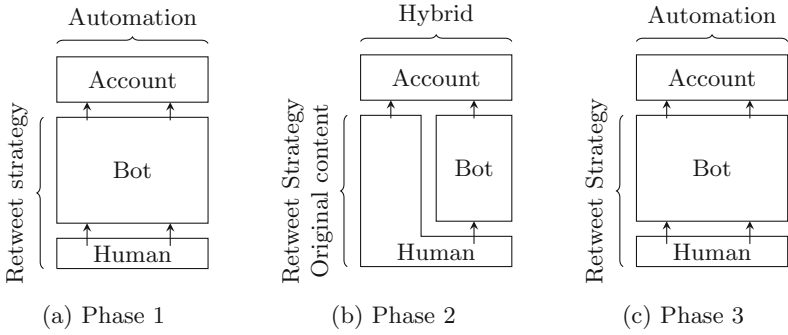 Automation
Account
Bot
Human
Retweet strategy
(a) Phase 1
Hybrid
Account
Bot
Human
Retweet Strategy
Original content
(b) Phase 2
Automation
Account
Bot
Human
Retweet Strategy
(c) Phase 3